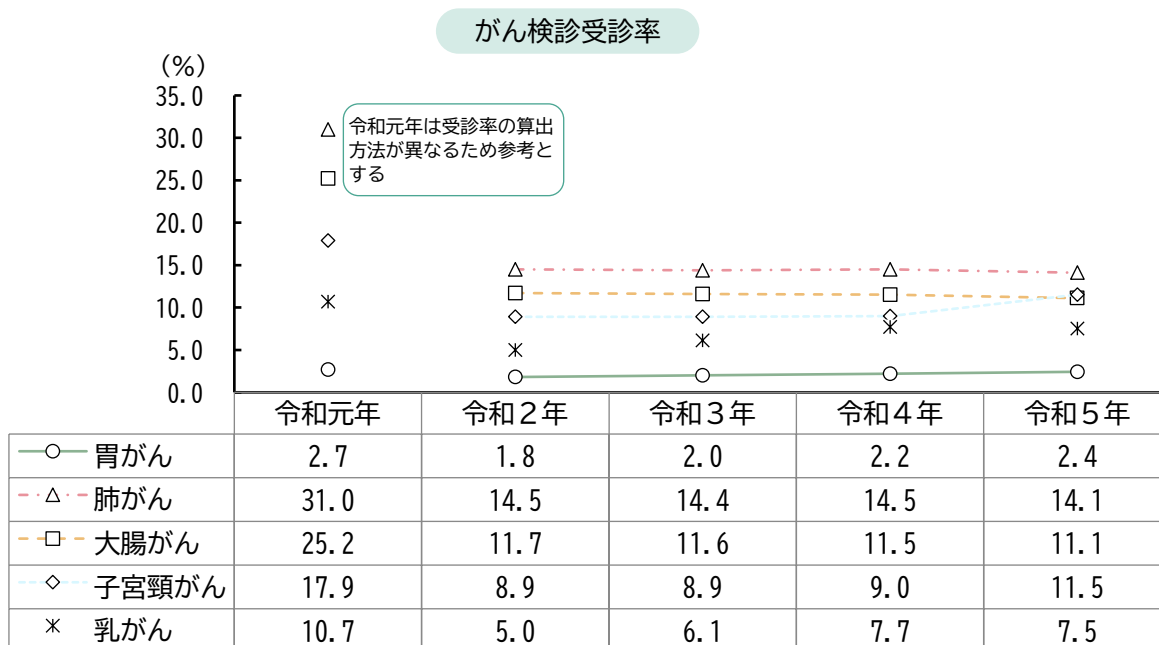 がん検診受診率
（%）
35.0
30.0
25.0
20.0
15.0
10.0
5.0
0.0
令和元年は受診率の算出
方法が異なるため参考と
する
令和元年 令和２年 令和３年 令和４年 令和５年
胃がん 2.7 1.8 2.0 2.2 2.4
肺がん 31.0 14.5 14.4 14.5 14.1
大腸がん 25.2 11.7 11.6 11.5 11.1
子宮頸がん 17.9 8.9 8.9 9.0 11.5
乳がん 10.7 5.0 6.1 7.7 7.5